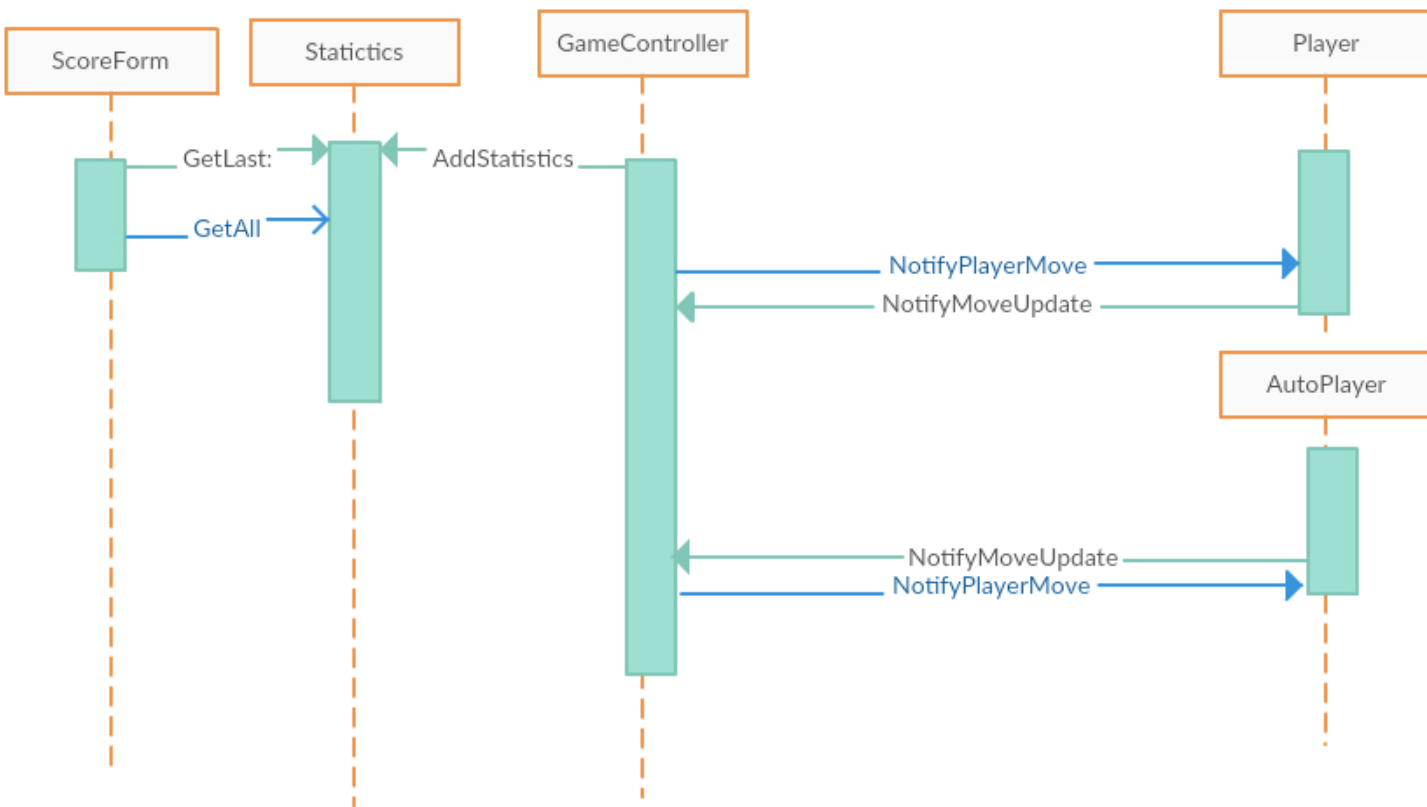 ScoreForm
Statictics
GameController
Player
GetLast:
AddStatistics
GetAll
NotifyPlayerMove
NotifyMoveUpdate
AutoPlayer
NotifyMoveUpdate
NotifyPlayerMove